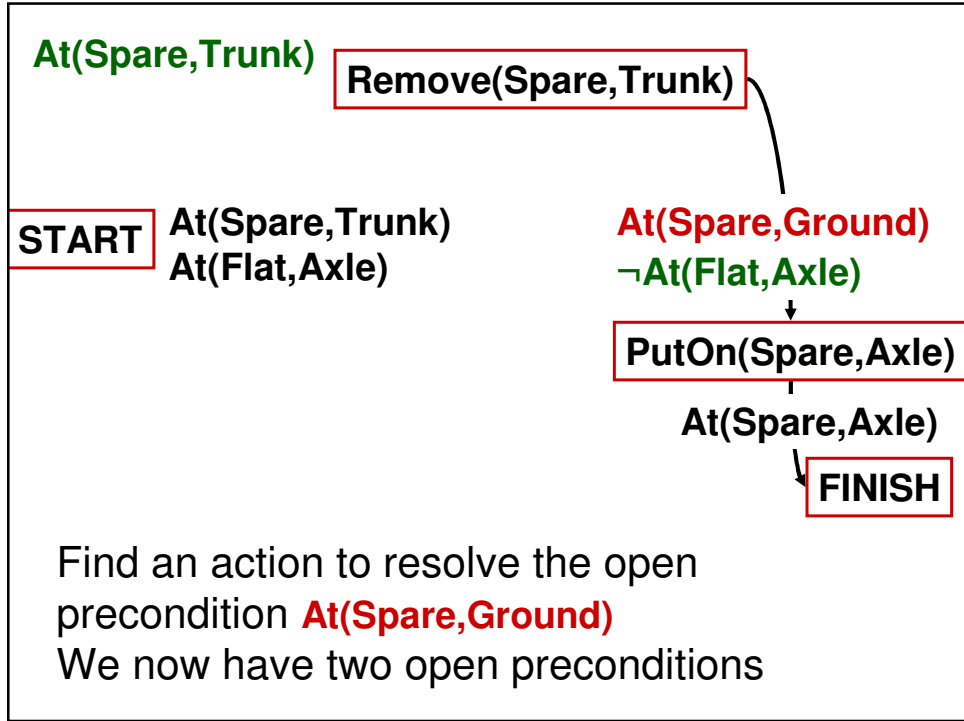 At(Spare,Trunk)
Remove(Spare,Trunk)
START
At(Spare,Trunk)
At(Flat,Axle)
At(Spare,Ground)
¬At(Flat,Axle)
PutOn(Spare,Axle)
At(Spare,Axle)
FINISH
Find an action to resolve the open
precondition At(Spare,Ground)
We now have two open preconditions